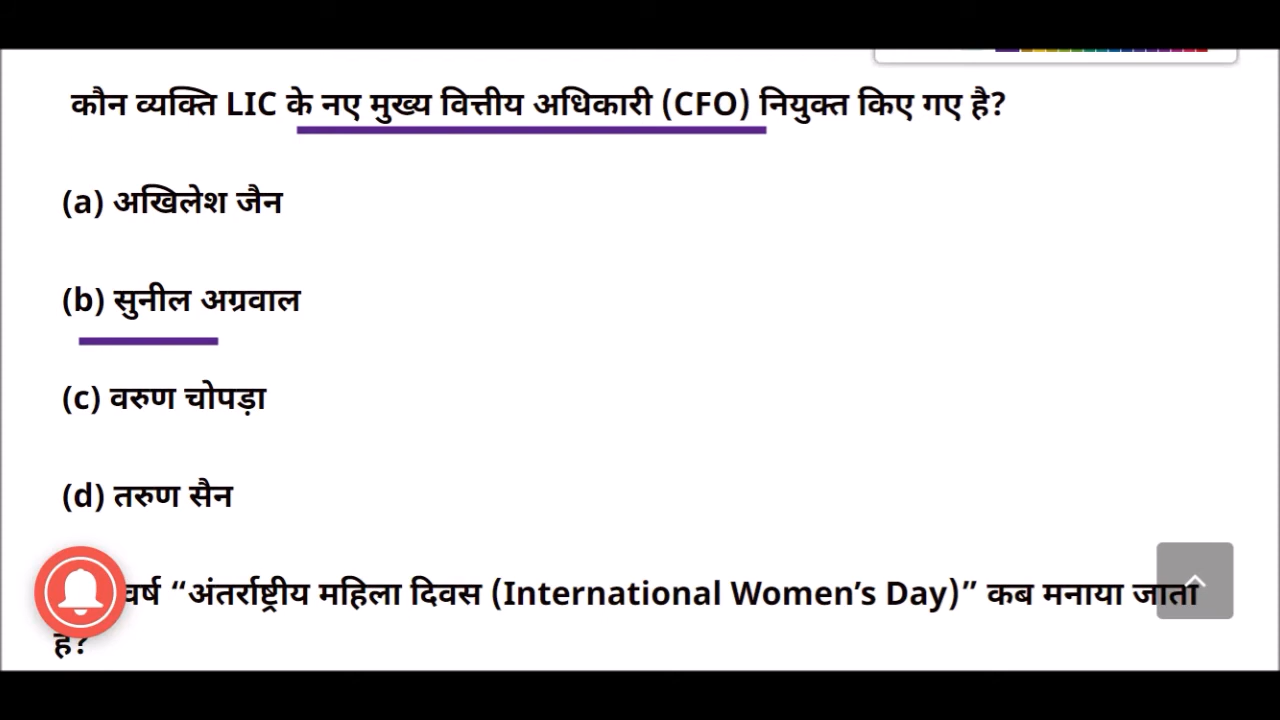 कौन व्यक्ति LIC के नए मुख्य वित्तीय अधिकारी (CFO) नियुक्त किए गए है?
(a) अखिलेश जैन
(b) सुनील अग्रवाल
(c) वरुण चोपड़ा
(d) तरुण सैन
वर्ष “अंतर्राष्ट्रीय महिला दिवस (International Women’s Day)” कब मनाया जाता
है?